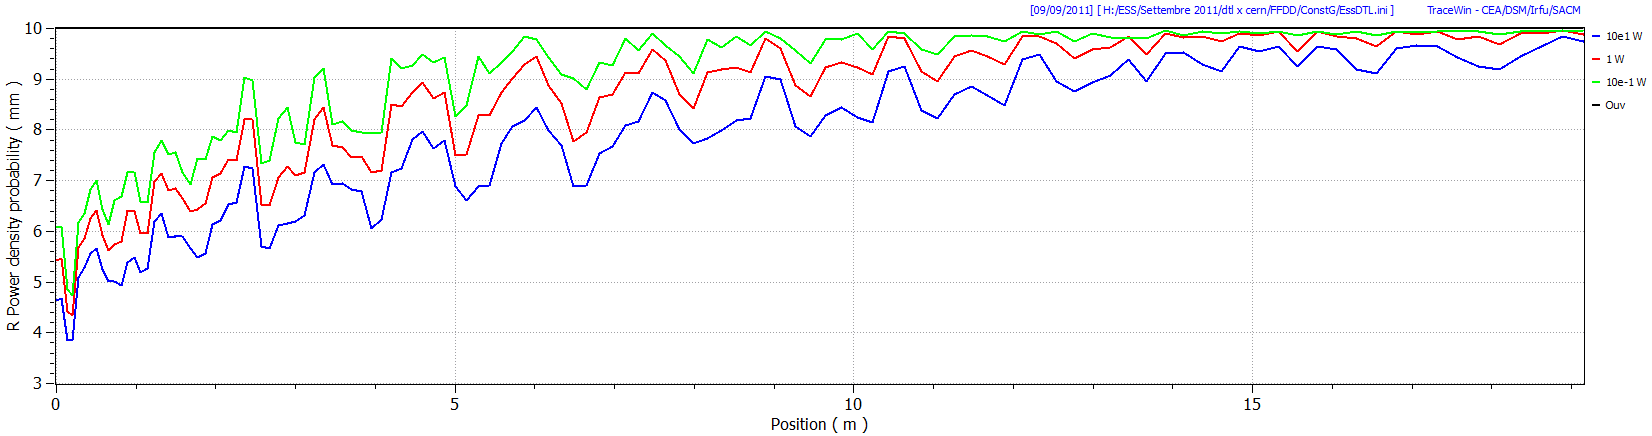 [09/09/2011] [ H:/ESS/Settembre 2011/dtl x cern/FFDD/ConstG/EssDTL.ini ] TraceWin - CEA/DSM/Irfu/SACM
10
9
8
7
6
5
4
3
R Power density probability ( mm )
10e1 W
1 W
10e-1 W
Ouv
0 5 10 15
Position ( m )